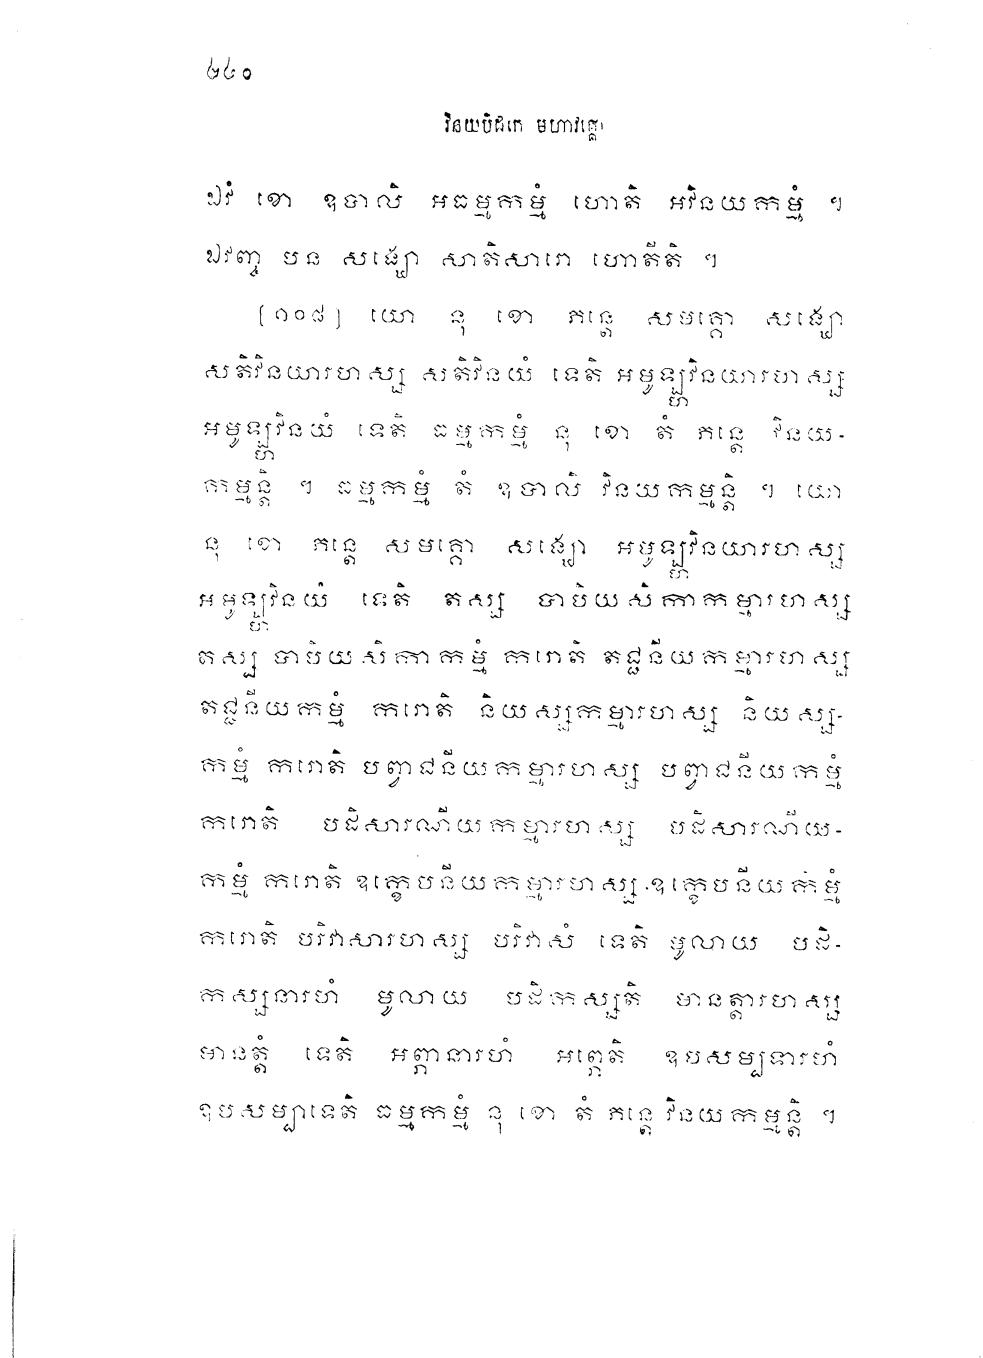 ២៤០
វិនយបិដកេ មហាវគ្គោ
ឯវំ ខោ ឧបាលិ អធម្មកម្មំ ហោតិ អវិនយកម្មំ ។
ឯវញ្ច បន សង្ឃោ សាតិសារោ ហោតីតិ ។
[១០៨] យោ នុ ខោ ភន្តេ សមគ្គោ សង្ឃោ
សតិវិនយារហស្ស សតិវិនយំ ទេតិ អមូឡ្ហវិនយារហស្ស
អមូឡ្ហវិនយំ ទេតិ ធម្មកម្មំ នុ ខោ តំ ភន្តេ វិនយ-
កម្មន្តិ ។ ធម្មកម្មំ តំ ឧបាលិ វិនយកម្មន្តិ ។ យោ
នុ ខោ ភន្តេ សមគ្គោ សង្ឃោ អមូឡ្ហវិនយារហស្ស
អមូឡ្ហវិនយំ ទេតិ តស្ស បាបិយសិកាកម្មារហស្ស
តស្ស បាបិយសិកាកម្មំ ករោតិ តជ្ជនីយកម្មារហស្ស
តជ្ជនីយកម្មំ ករោតិ និយស្សកម្មារហស្ស និយស្ស-
កម្មំ ករោតិ បព្វាជនីយកម្មារហស្ស បព្វាជនីយកម្មំ
ករោតិ បដិសារណីយកម្មារហស្ស បដិសារណីយ-
កម្មំ ករោតិ ឧក្ខេបនីយកម្មារហស្ស ឧក្ខេបនីយកម្មំ
ករោតិ បរិវាសារហស្ស បរិវាសំ ទេតិ មូលាយ បដិ-
កស្សនារហំ មូលាយ បដិកស្សតិ មានត្តារហស្ស
មានត្តំ ទេតិ អព្ភានារហំ អព្ភេតិ ឧបសម្បទារហំ
ឧបសម្បាទេតិ ធម្មកម្មំ នុ ខោ តំ ភន្តេ វិនយកម្មន្តិ ។